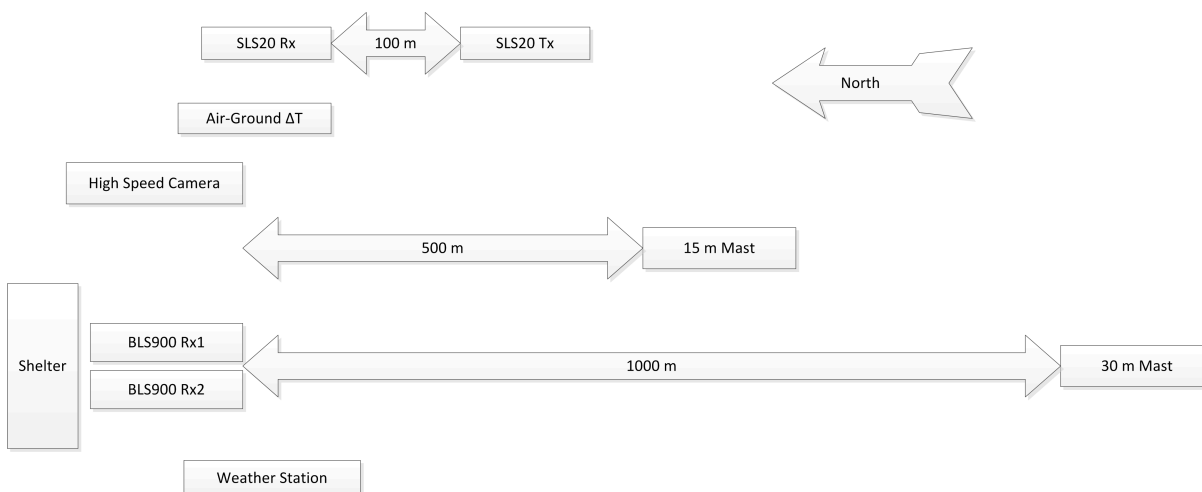 SLS20 Rx
100 m
SLS20 Tx
North
Air-Ground ΔT
High Speed Camera
500 m
15 m Mast
Shelter
BLS900 Rx1
1000 m
30 m Mast
BLS900 Rx2
Weather Station